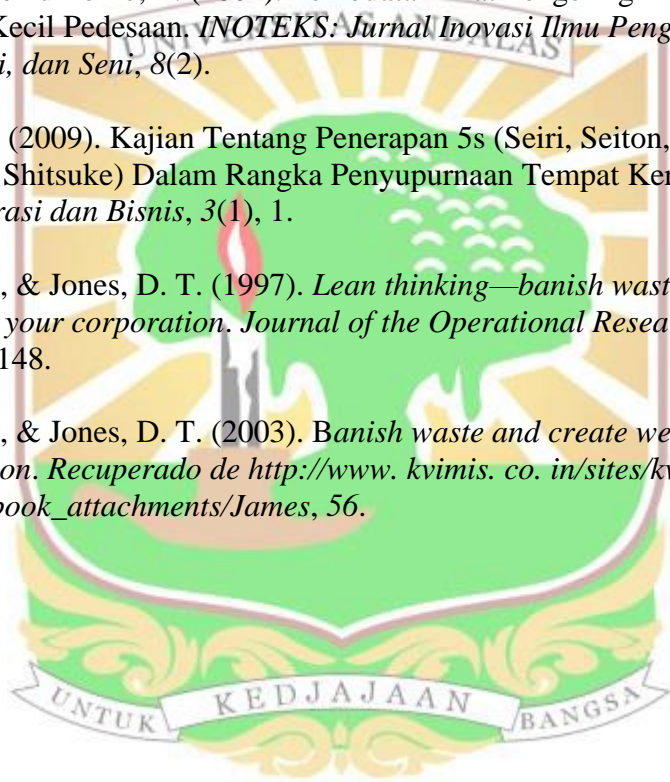 Kecil Pedesaan. INOTEKS: Jurnal Inovasi Ilmu Peng
i, dan Seni, 8(2).
(2009). Kajian Tentang Penerapan 5s (Seiri, Seiton,
Shitsuke) Dalam Rangka Penyupurnaan Tempat Ker
rasi dan Bisnis, 3(1), 1.
, & Jones, D. T. (1997). Lean thinking—banish wast
your corporation. Journal of the Operational Resea
148.
, & Jones, D. T. (2003). Banish waste and create we
on. Recuperado de http://www. kvimis. co. in/sites/kv
book_attachments/James, 56.
UNIVERSITAS ANDALAS
UNTUK KEDJAJAAN BANGSA